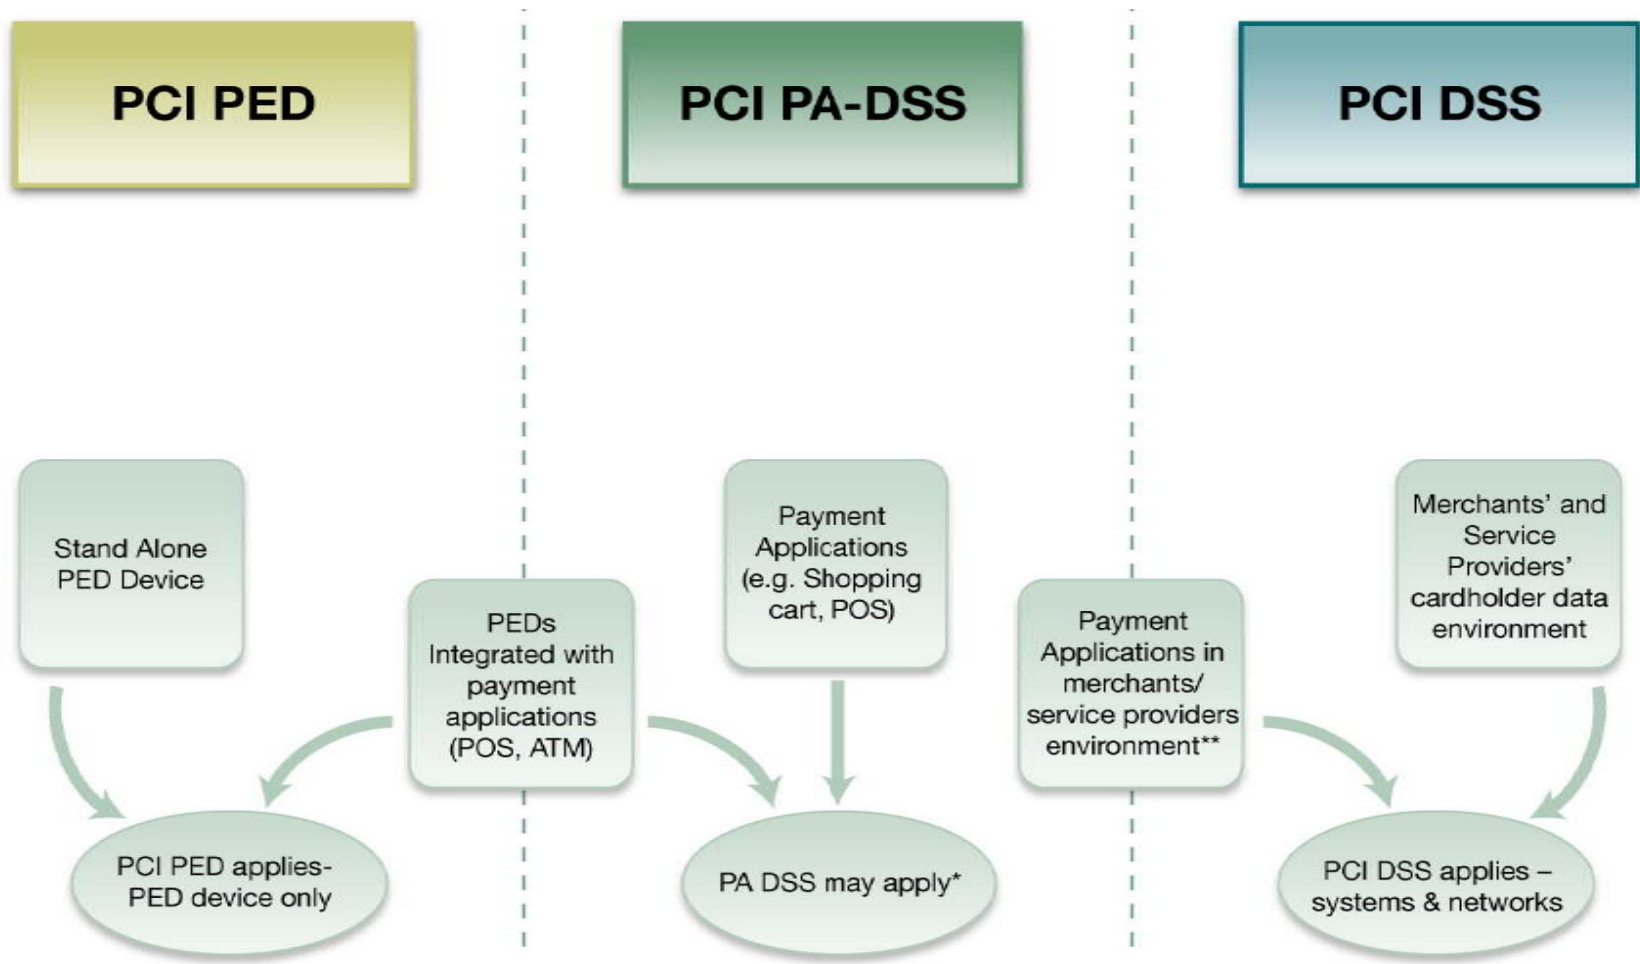 PCI PED
PCI PA-DSS
PCI DSS
Stand Alone
PED Device
PEDs
Integrated with
payment
applications
(POS, ATM)
Payment
Applications
(e.g. Shopping
cart, POS)
Payment
Applications in
merchants/
service providers
environment**
Merchants’ and
Service
Providers’
cardholder data
environment
PCI PED applies-
PED device only
PA DSS may apply*
PCI DSS applies –
systems & networks